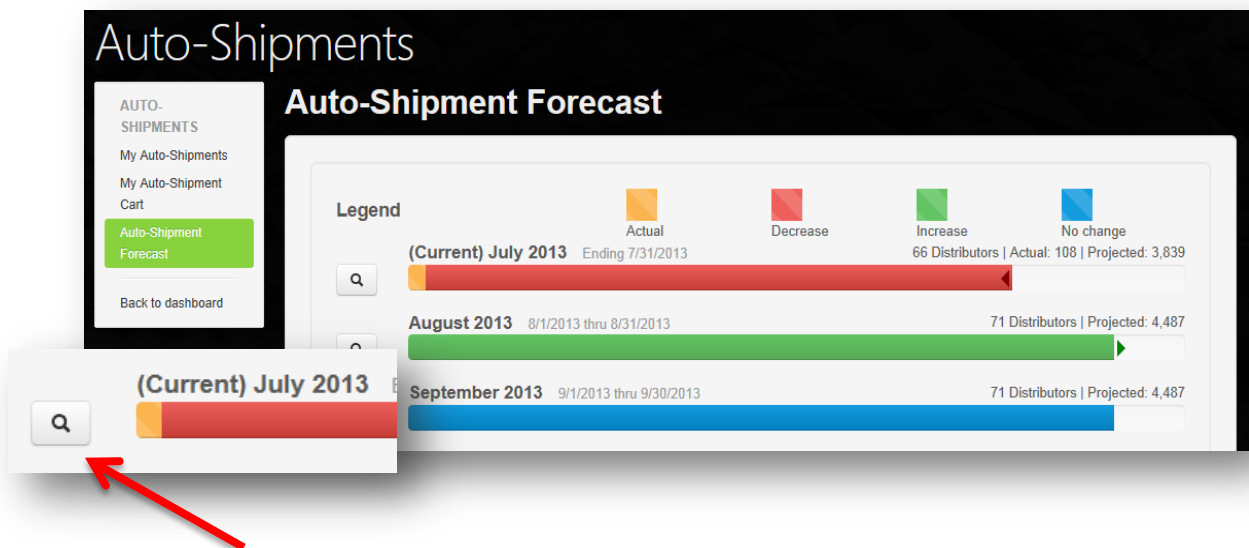 Auto-Shipments
AUTO-
SHIPMENTS
My Auto-Shipments
My Auto-Shipment
Cart
Auto-Shipment
Forecast
Back to dashboard
Auto-Shipment Forecast
Legend
Actual
Decrease
Increase
No change
(Current) July 2013 Ending 7/31/2013
66 Distributors | Actual: 108 | Projected: 3,839
August 2013 8/1/2013 thru 8/31/2013
71 Distributors | Projected: 4,487
September 2013 9/1/2013 thru 9/30/2013
71 Distributors | Projected: 4,487
(Current) July 2013